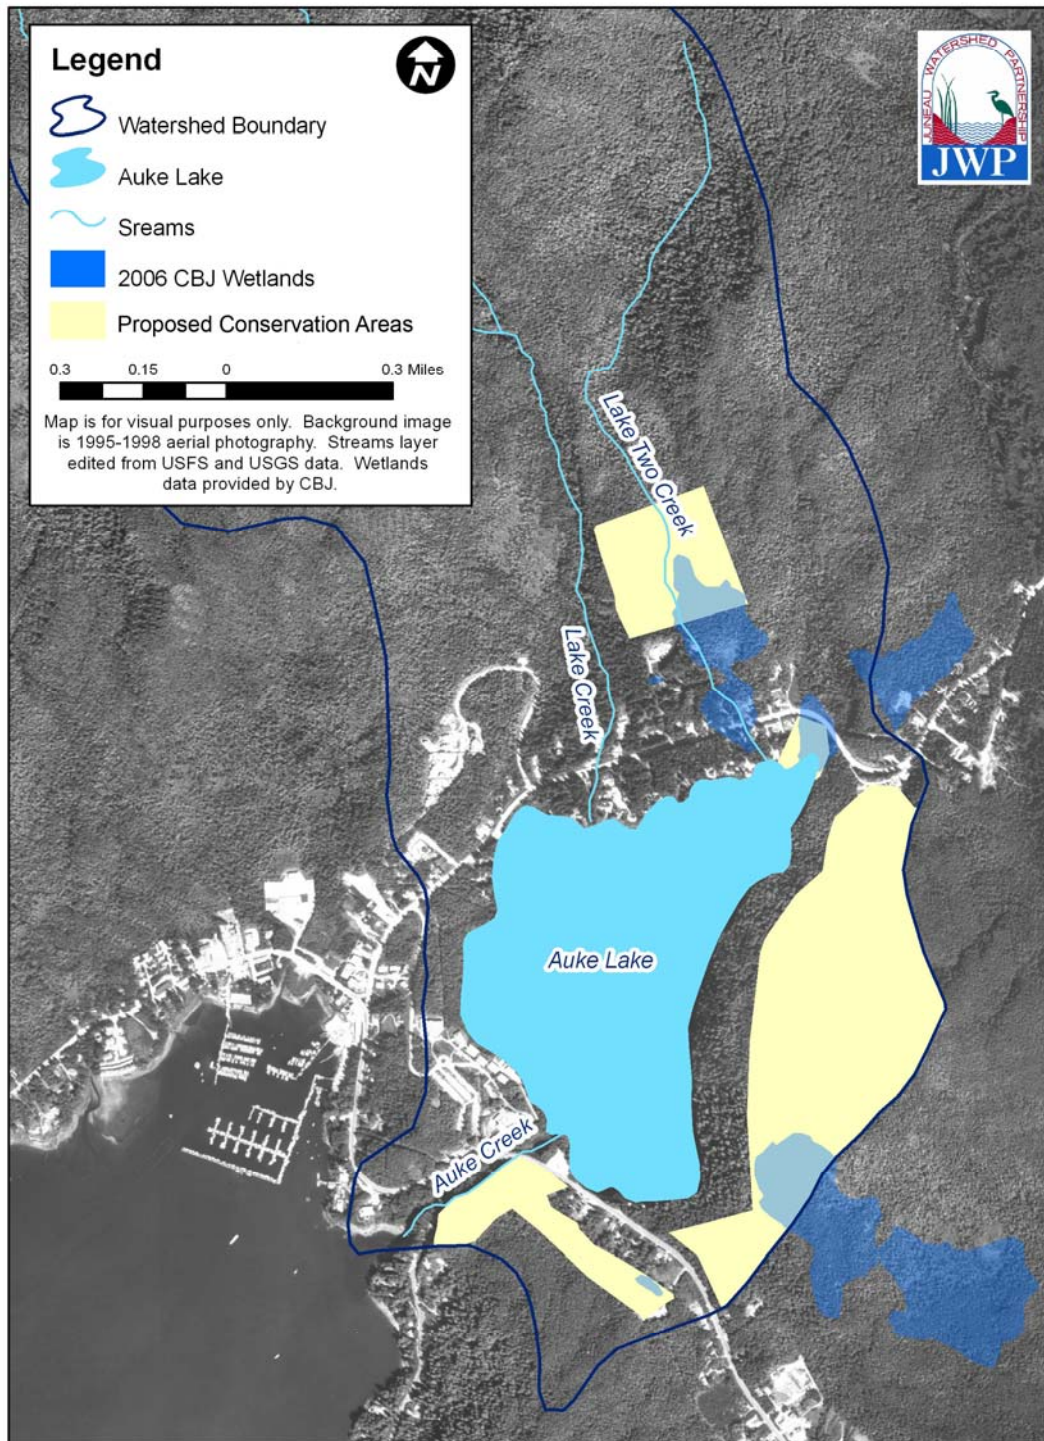 Legend
N
Watershed Boundary
Auke Lake
Sreams
2006 CBJ Wetlands
Proposed Conservation Areas
0.3 0.15 0 0.3 Miles
Map is for visual purposes only. Background image
is 1995-1998 aerial photography. Streams layer
edited from USFS and USGS data. Wetlands
data provided by CBJ.
JUNEAU WATERSHED PARTNERSHIP
JWP
Lake Two Creek
Lake Creek
Auke Lake
Auke Creek